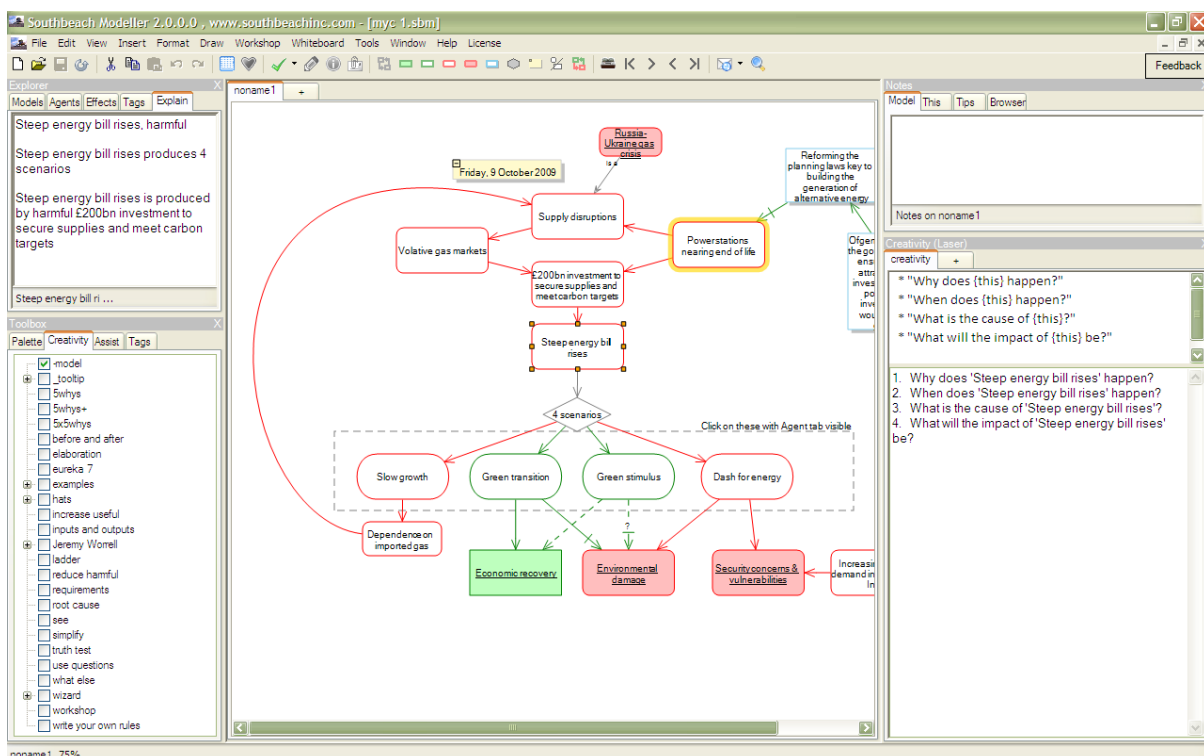 Southbeach Modeller 2.0.0.0 , www.southbeachinc.com - [myc 1.sbm]
File Edit View Insert Format Draw Workshop Whiteboard Tools Window Help License
Feedback
Explorer
Models Agents Effects Tags Explain
Steep energy bill rises, harmful
Steep energy bill rises produces 4
scenarios
Steep energy bill rises is produced
by harmful £200bn investment to
secure supplies and meet carbon
targets
Steep energy bill ri ...
Toolbox
Palette Creativity Assist Tags
-model
_tooltip
5whys
5whys+
5x5whys
before and after
elaboration
eureka 7
examples
hats
increase useful
inputs and outputs
Jeremy Worrell
ladder
reduce harmful
requirements
root cause
see
simplify
truth test
use questions
what else
wizard
workshop
write your own rules
noname1
+
Russia-
Ukraine gas
crisis
is a
Friday, 9 October 2009
Reforming the
planning laws key to
building the
generation of
alternative energy
Supply disruptions
Volative gas markets
Powerstations
nearing end of life
£200bn investment to
secure supplies and
meet carbon targets
Steep energy bill
rises
4 scenarios
Click on these with Agent tab visible
Slow growth
Green transition
Green stimulus
Dash for energy
?
Dependence on
imported gas
Economic recovery
Environmental
damage
Security concerns &
vulnerabilities
Notes
Model This Tips Browser
Notes on noname1
Creativity (Laser)
creativity +
* "Why does {this} happen?"
* "When does {this} happen?"
* "What is the cause of {this}?"
* "What will the impact of {this} be?"
1. Why does 'Steep energy bill rises' happen?
2. When does 'Steep energy bill rises' happen?
3. What is the cause of 'Steep energy bill rises'?
4. What will the impact of 'Steep energy bill rises'
be?
noname1 75%